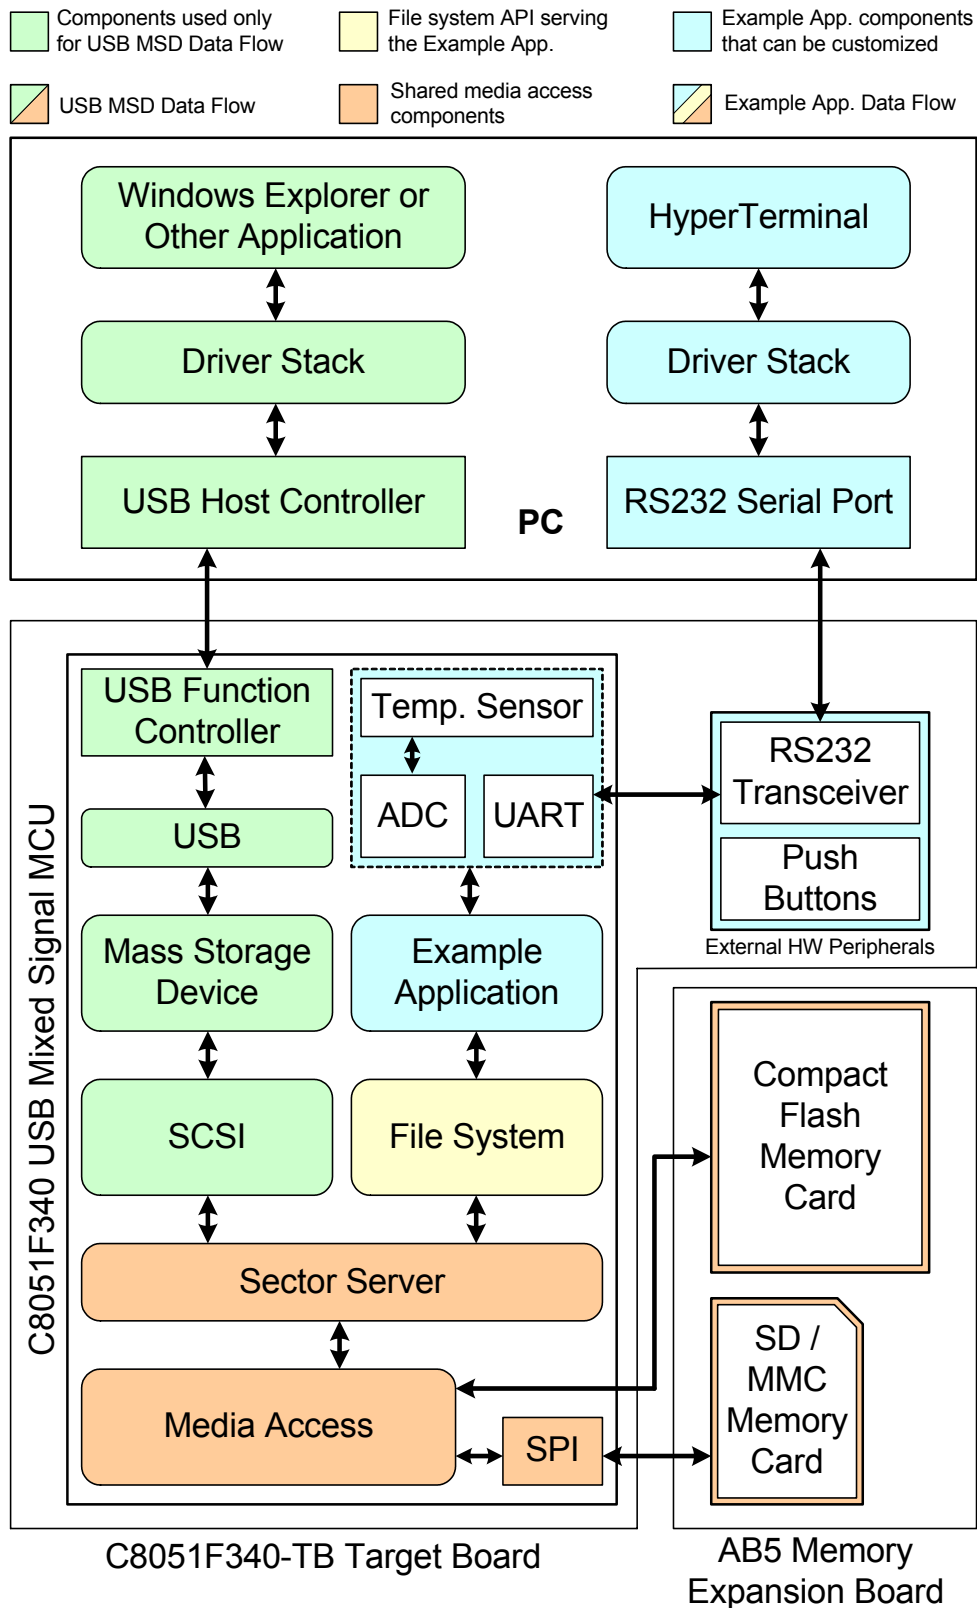 Components used only
for USB MSD Data Flow
File system API serving
the Example App.
Example App. components
that can be customized
USB MSD Data Flow
Shared media access
components
Example App. Data Flow
Windows Explorer or
Other Application
HyperTerminal
Driver Stack
Driver Stack
USB Host Controller
PC
RS232 Serial Port
C8051F340 USB Mixed Signal MCU
USB Function
Controller
Temp. Sensor
ADC
UART
RS232
Transceiver
USB
Push
Buttons
External HW Peripherals
Mass Storage
Device
Example
Application
SCSI
File System
Compact
Flash
Memory
Card
Sector Server
Media Access
SPI
SD /
MMC
Memory
Card
C8051F340-TB Target Board
AB5 Memory
Expansion Board